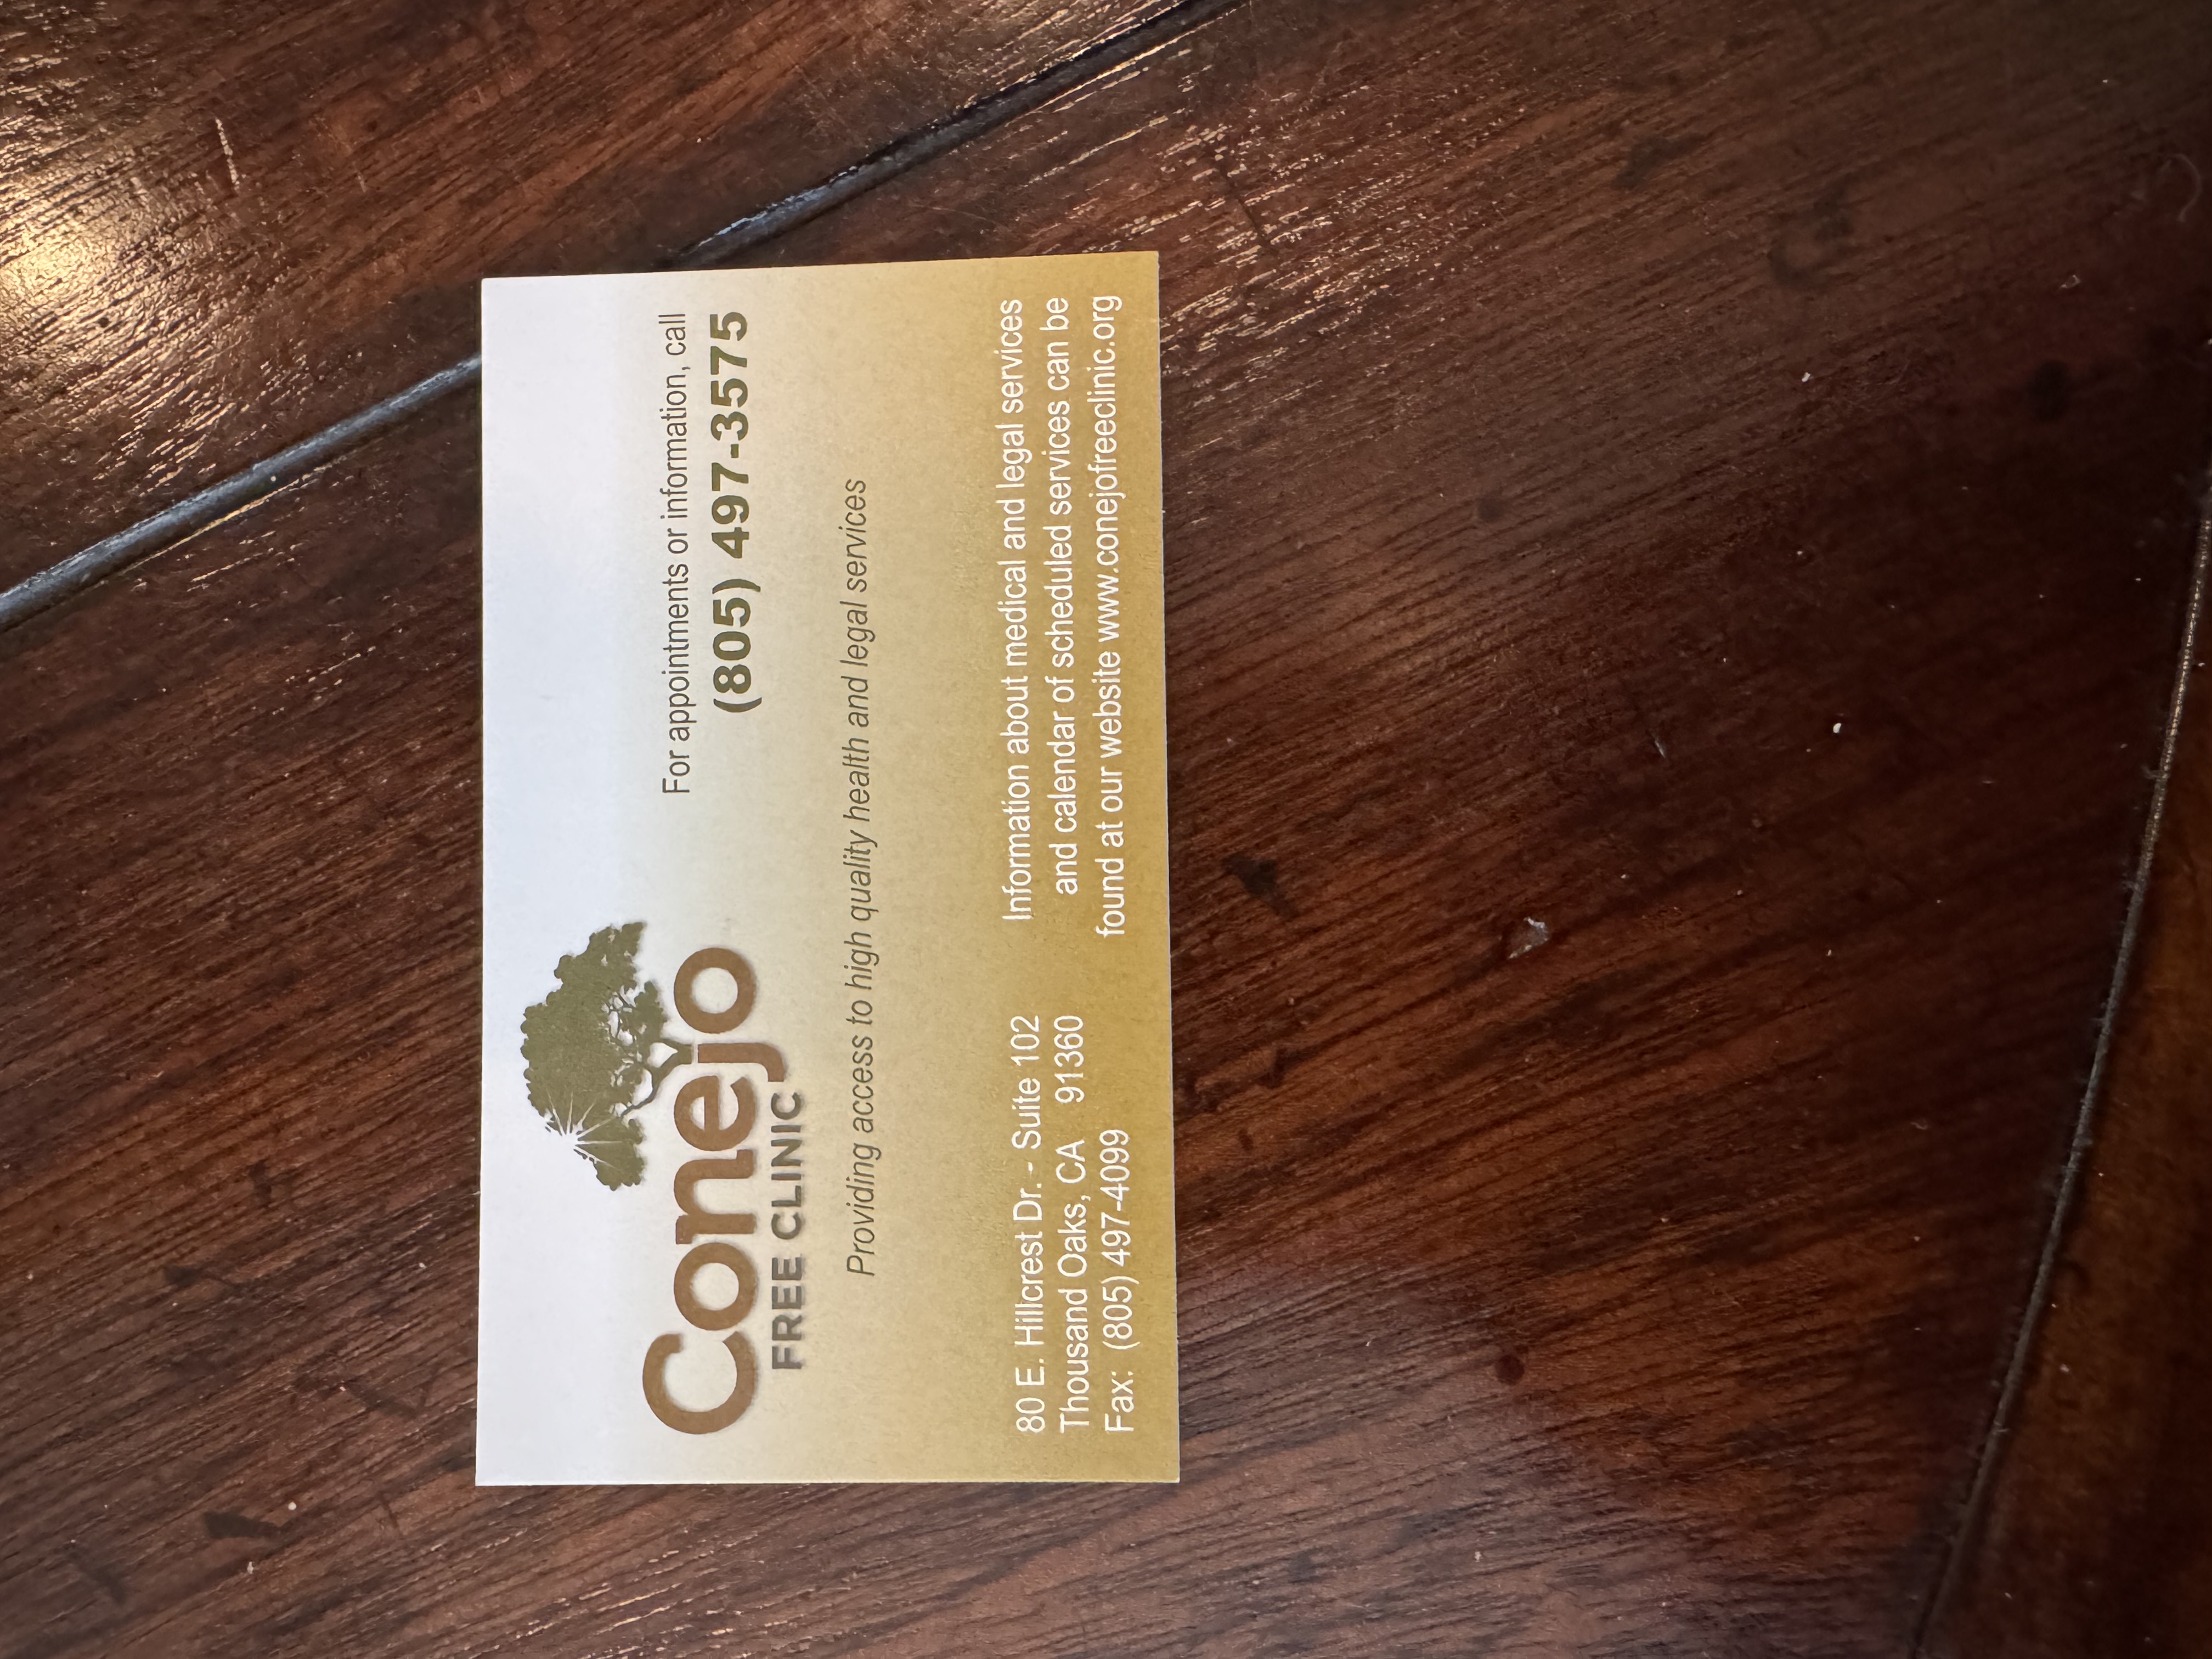 Conejo
FREE CLINIC
For appointments or information, call
(805) 497-3575
Providing access to high quality health and legal services
80 E. Hillcrest Dr. - Suite 102
Thousand Oaks, CA 91360
Fax: (805) 497-4099
Information about medical and legal services
and calendar of scheduled services can be
found at our website www.conejofreeclinic.org